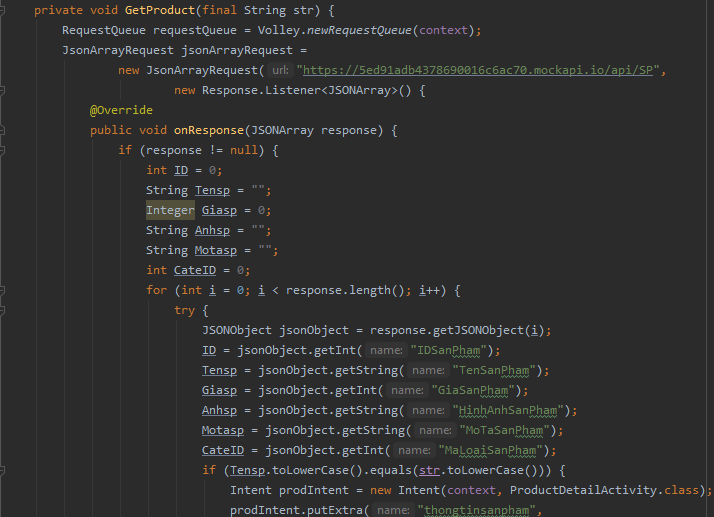 private void GetProduct(final String str) {
RequestQueue requestQueue = Volley.newRequestQueue(context);
JsonArrayRequest jsonArrayRequest =
new JsonArrayRequest( url: "https://5ed91adb4378690016c6ac70.mockapi.io/api/SP",
new Response.Listener<JSONArray>() {
@Override
public void onResponse(JSONArray response) {
if (response != null) {
int ID = 0;
String Tensp = "";
Integer Giasp = 0;
String Anhsp = "";
String Motasp = "";
int CateID = 0;
for (int i = 0; i < response.length(); i++) {
try {
JSONObject jsonObject = response.getJSONObject(i);
ID = jsonObject.getInt( name: "IDSanPham");
Tensp = jsonObject.getString( name: "TenSanPham");
Giasp = jsonObject.getInt( name: "GiaSanPham");
Anhsp = jsonObject.getString( name: "HinhAnhSanPham");
Motasp = jsonObject.getString( name: "MoTaSanPham");
CateID = jsonObject.getInt( name: "MaLoaiSanPham");
if (Tensp.toLowerCase().equals(str.toLowerCase())) {
Intent prodIntent = new Intent(context, ProductDetailActivity.class);
prodIntent.putExtra( name: "thongtinsanpham",